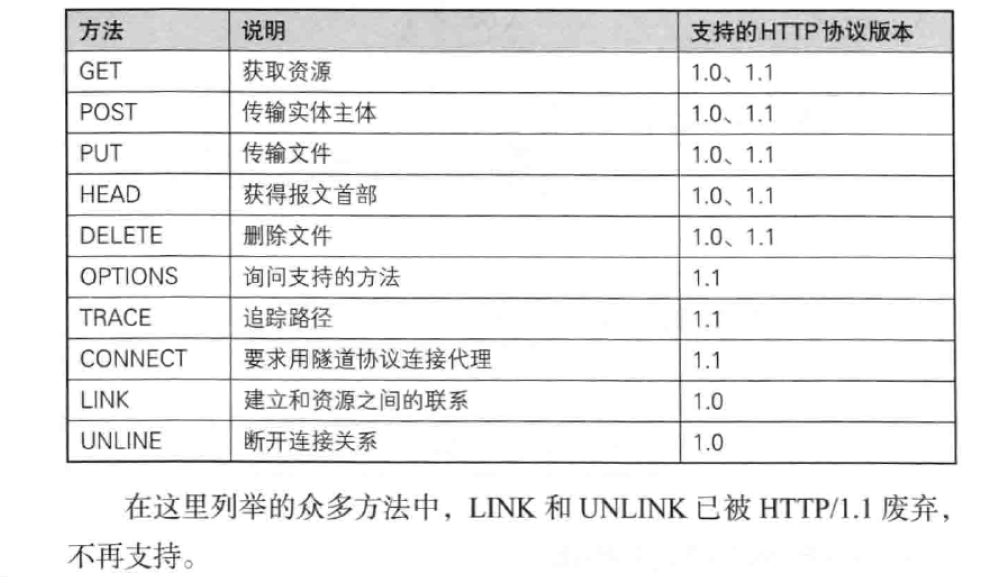 方法 说明 支持的HTTP协议版本
GET 获取资源 1.0、1.1
POST 传输实体主体 1.0、1.1
PUT 传输文件 1.0、1.1
HEAD 获得报文首部 1.0、1.1
DELETE 删除文件 1.0、1.1
OPTIONS 询问支持的方法 1.1
TRACE 追踪路径 1.1
CONNECT 要求用隧道协议连接代理 1.1
LINK 建立和资源之间的联系 1.0
UNLINE 断开连接关系 1.0
在这里列举的众多方法中，LINK 和 UNLINK 已被 HTTP/1.1 废弃，
不再支持。